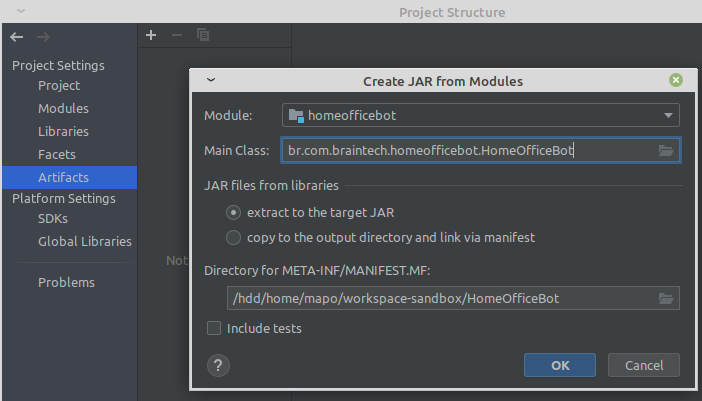 Project Structure
Project Settings
Project
Modules
Libraries
Facets
Artifacts
Platform Settings
SDKs
Global Libraries
Problems
Not
Create JAR from Modules
Module: homeofficebot
Main Class: br.com.braintech.homeofficebot.HomeOfficeBot
JAR files from libraries
extract to the target JAR
copy to the output directory and link via manifest
Directory for META-INF/MANIFEST.MF:
/hdd/home/mapo/workspace-sandbox/HomeOfficeBot
Include tests
?
OK Cancel